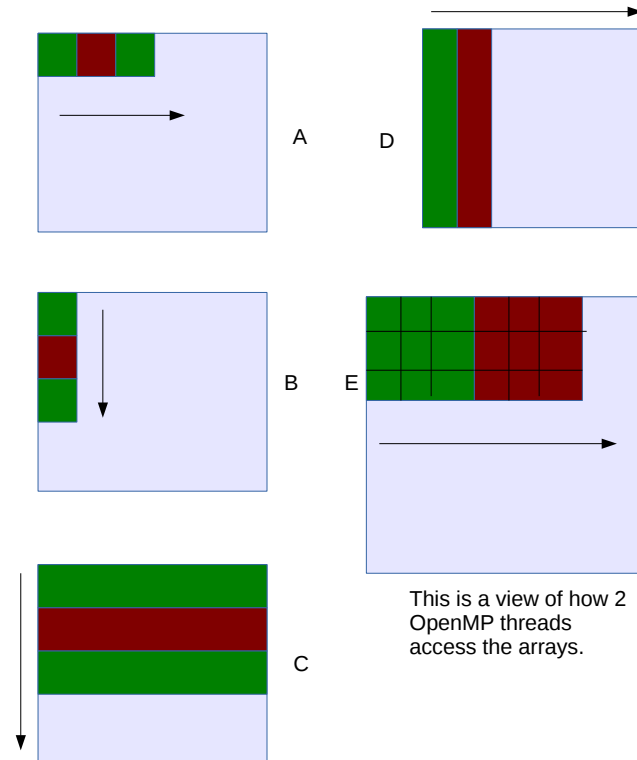 A
D
B
E
This is a view of how 2
OpenMP threads
access the arrays.
C